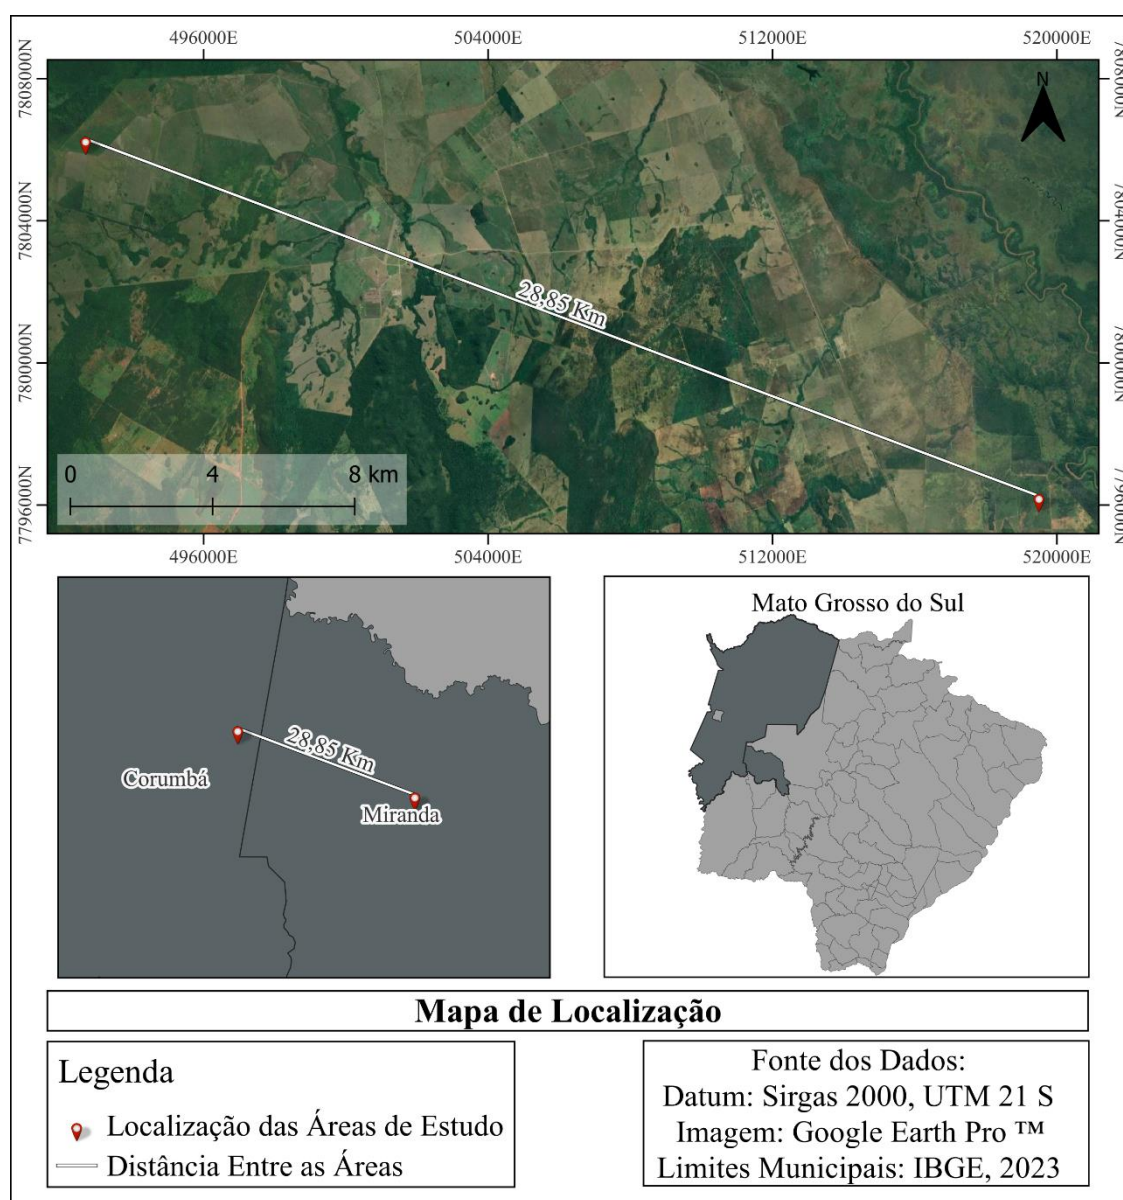 496000E 504000E 512000E 520000E
7808000N
7808000N
N
7804000N
7804000N
28,85 Km
7800000N
7800000N
0 4 8 km
7796000N
7796000N
496000E 504000E 512000E 520000E
28,85 Km
Corumbá
Miranda
Mato Grosso do Sul
Mapa de Localização
Legenda
Localização das Áreas de Estudo
Distância Entre as Áreas
Fonte dos Dados:
Datum: Sirgas 2000, UTM 21 S
Imagem: Google Earth Pro ™
Limites Municipais: IBGE, 2023